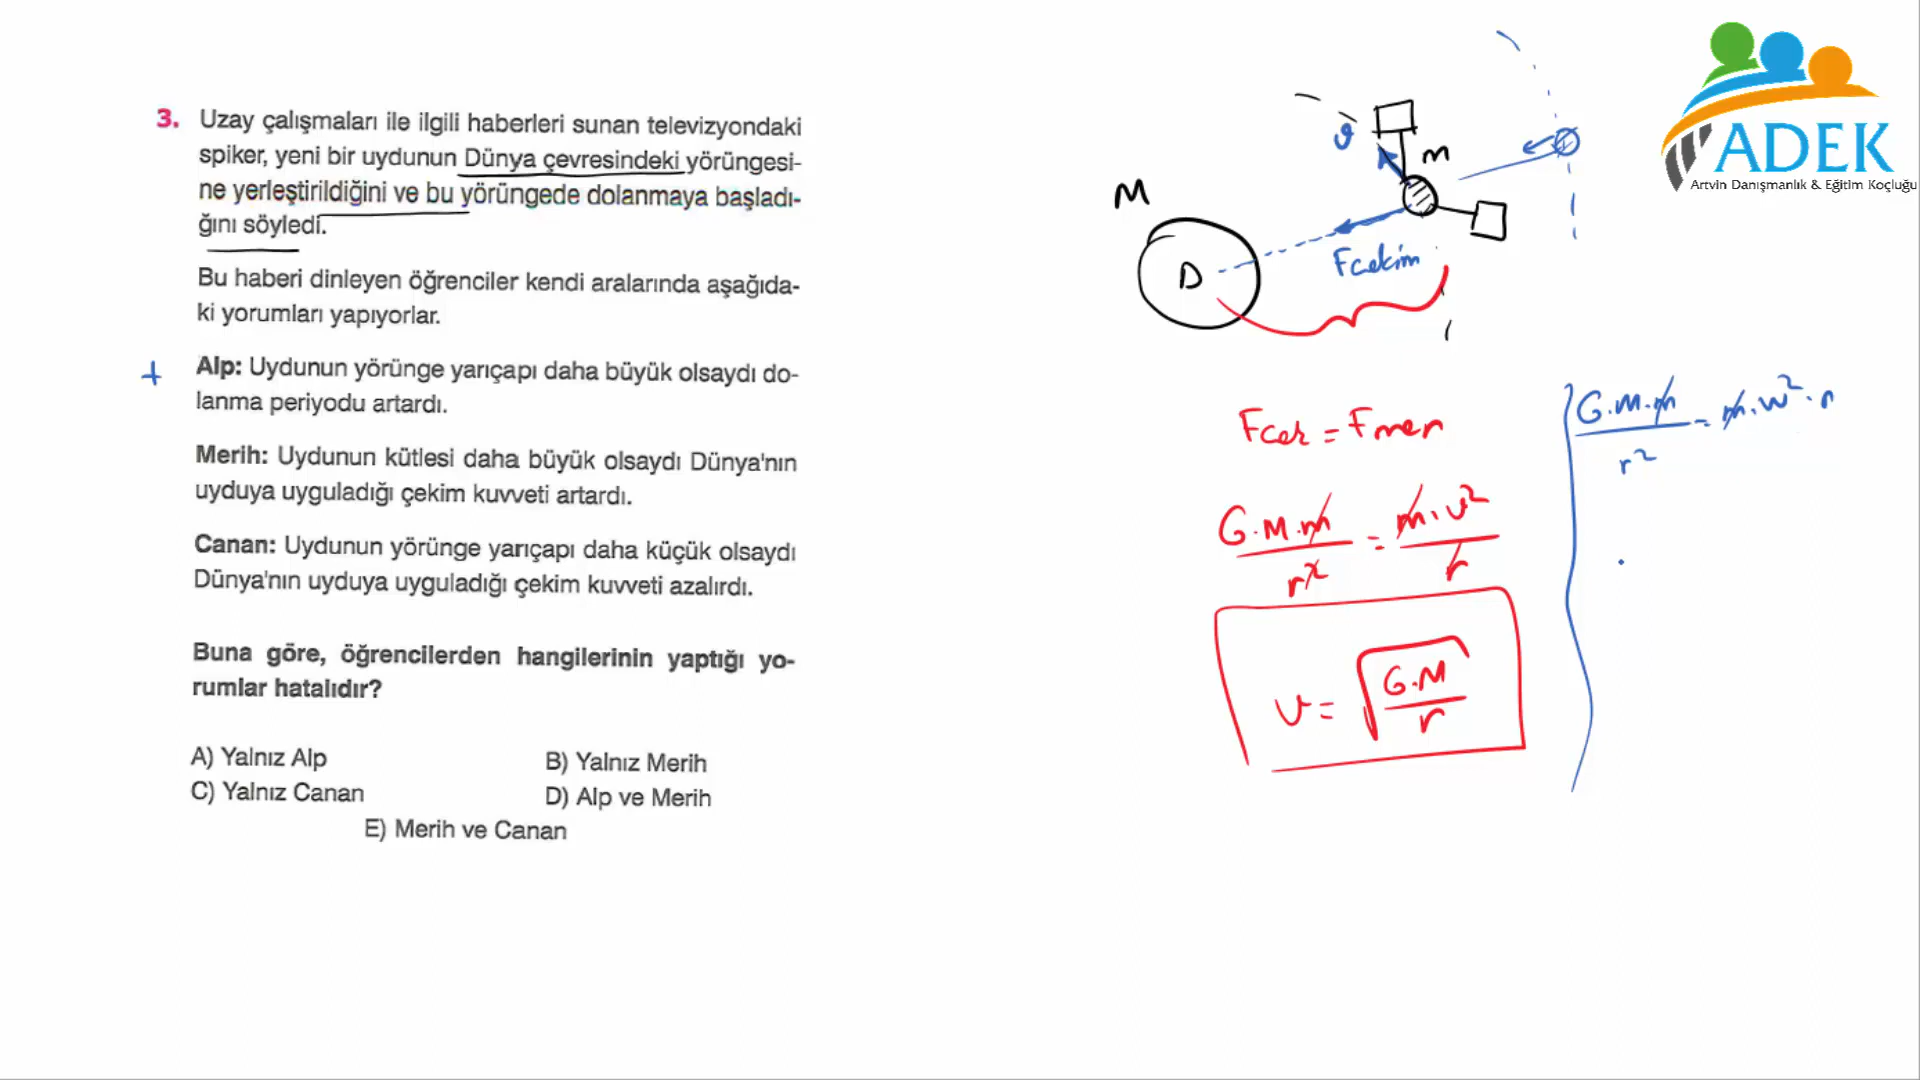 3. Uzay çalışmaları ile ilgili haberleri sunan televizyondaki
spiker, yeni bir uydunun Dünya çevresindeki yörüngesi-
ne yerleştirildiğini ve bu yörüngede dolanmaya başladı-
ğını söyledi.
Bu haberi dinleyen öğrenciler kendi aralarında aşağıda-
ki yorumları yapıyorlar.
+ Alp: Uydunun yörünge yarıçapı daha büyük olsaydı do-
lanma periyodu artardı.
Merih: Uydunun kütlesi daha büyük olsaydı Dünya'nın
uyduya uyguladığı çekim kuvveti artardı.
Canan: Uydunun yörünge yarıçapı daha küçük olsaydı
Dünya'nın uyduya uyguladığı çekim kuvveti azalırdı.
Buna göre, öğrencilerden hangilerinin yaptığı yo-
rumlar hatalıdır?
A) Yalnız Alp
B) Yalnız Merih
C) Yalnız Canan
D) Alp ve Merih
E) Merih ve Canan
M
D
ϑ
m
Fçekim
Fçek = Fmer
G.M.m / r² = m.v² / r
v = √(G.M / r)
G.M.m / r² = m.w².r
ADEK
Artvin Danışmanlık & Eğitim Koçluğu